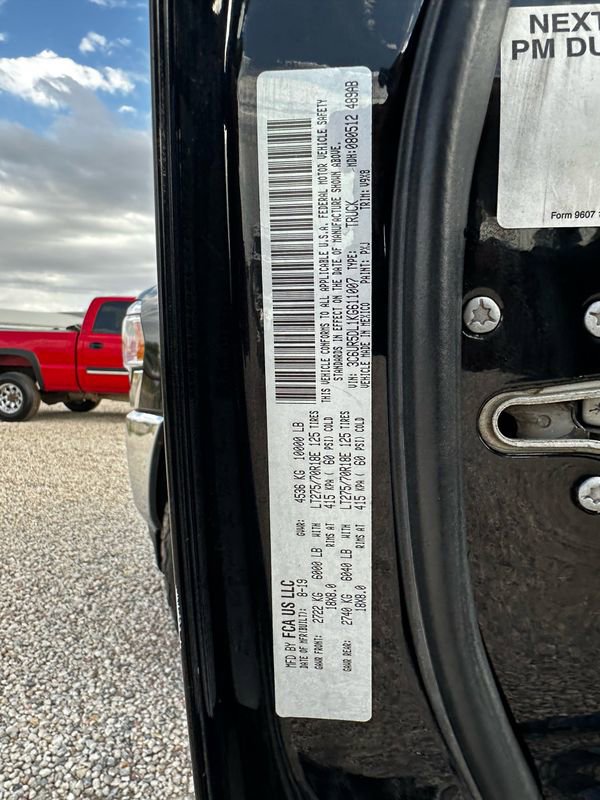 MFD BY FCA US LLC
DATE OF MFR(BUILT): 8-19 GVWR: 4536 KG 10000 LB
GAWR FRONT: 2722 KG 6000 LB WITH LT275/70R18E 125 TIRES
18X8.0 RIMS AT 415 KPA ( 60 PSI) COLD
GAWR REAR: 2740 KG 6040 LB WITH LT275/70R18E 125 TIRES
18X8.0 RIMS AT 415 KPA ( 60 PSI) COLD
THIS VEHICLE CONFORMS TO ALL APPLICABLE U.S.A. FEDERAL MOTOR VEHICLE SAFETY
STANDARDS IN EFFECT ON THE DATE OF MANUFACTURE SHOWN ABOVE.
VIN: 3C6UR5DL1KG611007 TYPE: TRUCK MDH:080512 489AB
VEHICLE MADE IN MEXICO PAINT: PXJ TRIM: V9X8
NEXT
PM DU
Form 9607